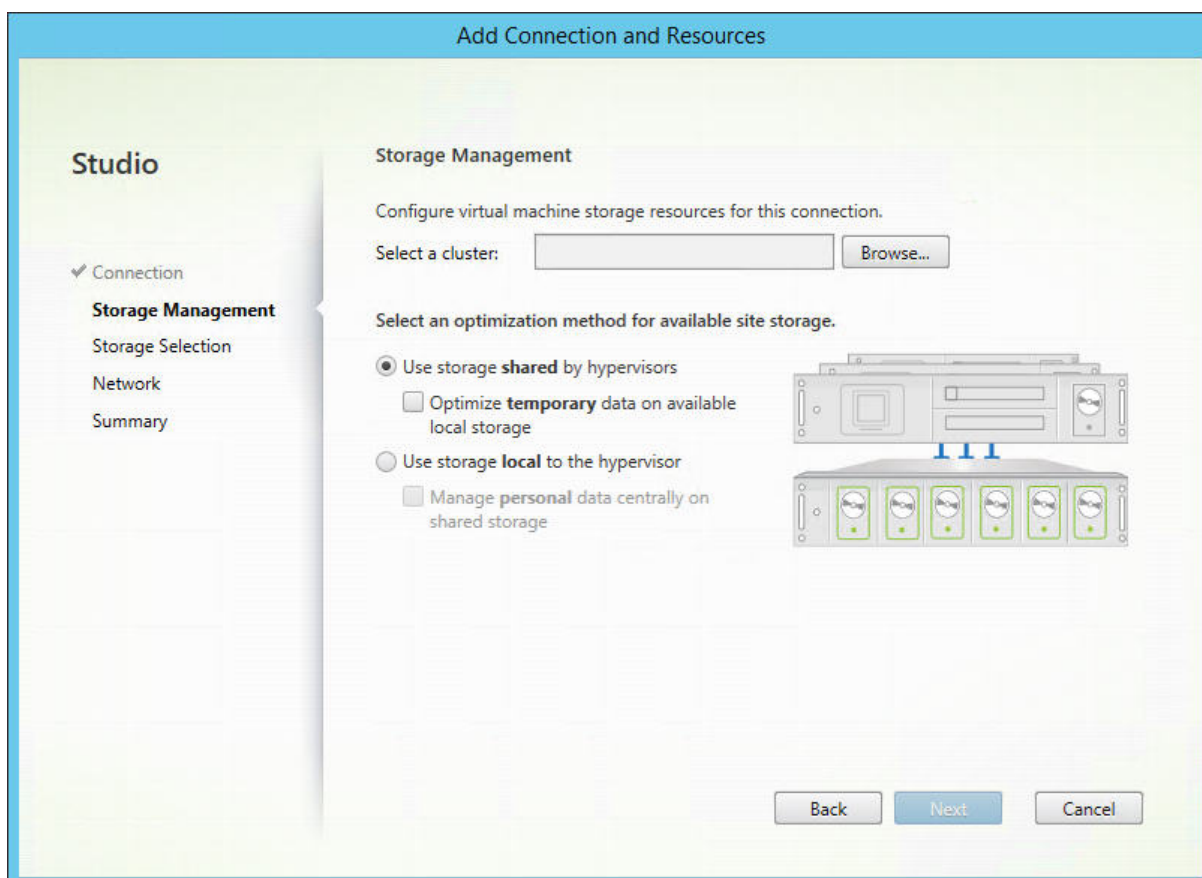 Add Connection and Resources
Studio
Connection
Storage Management
Storage Selection
Network
Summary
Storage Management
Configure virtual machine storage resources for this connection.
Select a cluster:
Browse...
Select an optimization method for available site storage.
Use storage shared by hypervisors
Optimize temporary data on available
local storage
Use storage local to the hypervisor
Manage personal data centrally on
shared storage
Back
Next
Cancel